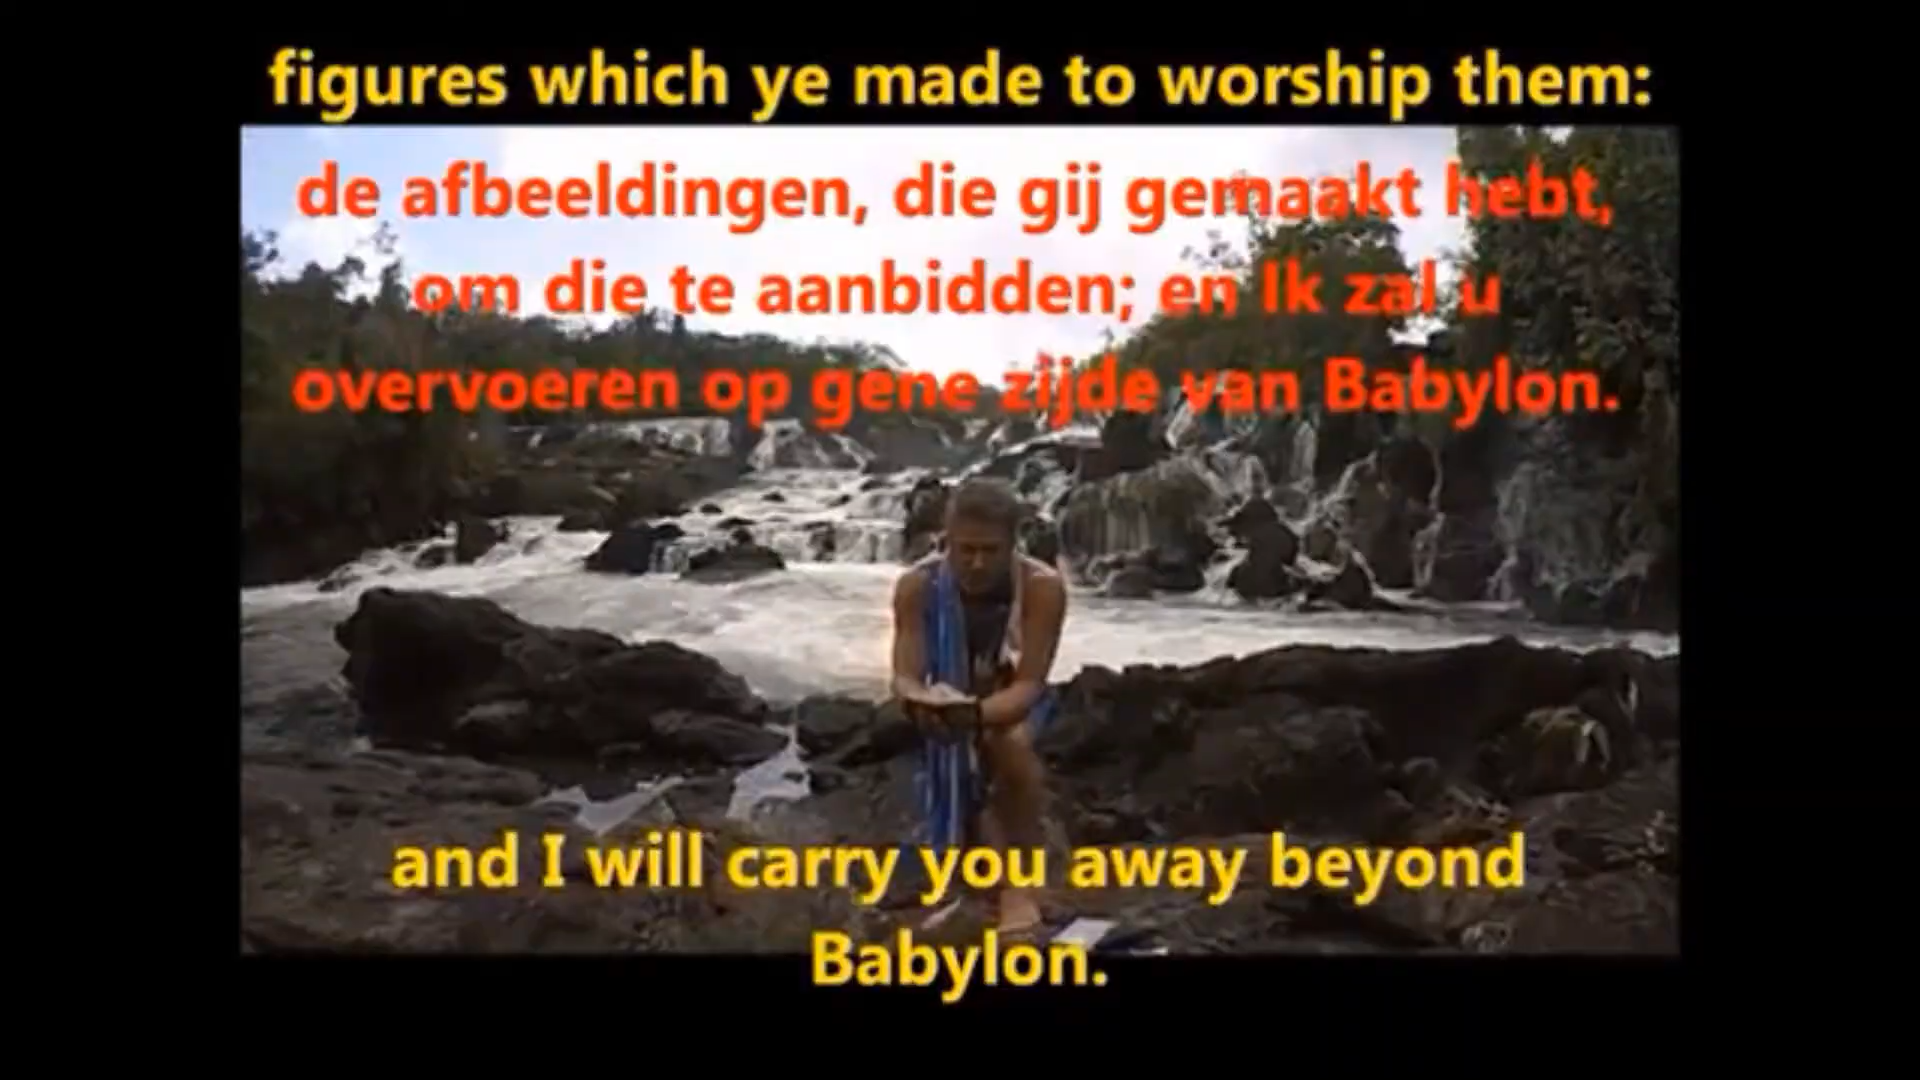 figures which ye made to worship them:
de afbeeldingen, die gij gemaakt hebt,
om die te aanbidden; en Ik zal u
overvoeren op gene zijde van Babylon.
and I will carry you away beyond
Babylon.